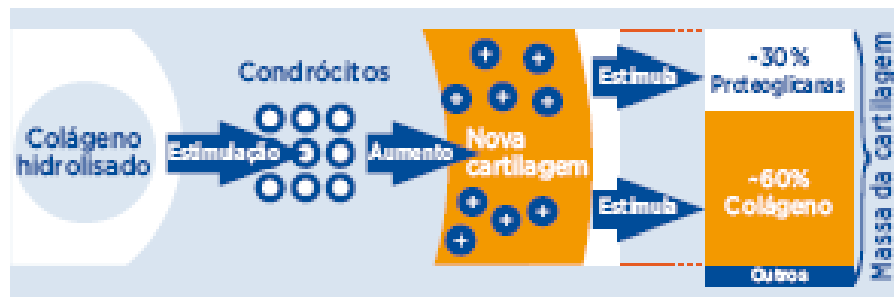 Colágeno
hidrolisado
Estimulação
Condrócitos
Aumento
Nova
cartilagem
Estimula
Estimula
~30%
Proteoglicanas
~60%
Colágeno
Outros
Massa da cartilagem